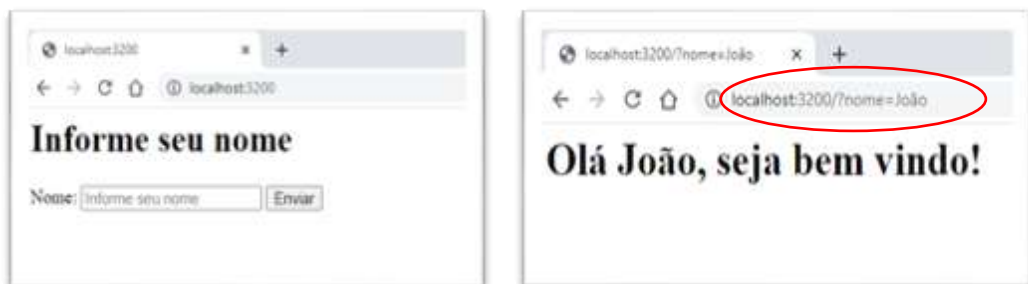 localhost:3200
localhost:3200
Informe seu nome
Nome: Informe seu nome Enviar
localhost:3200/?nome=João
localhost:3200/?nome=João
Olá João, seja bem vindo!